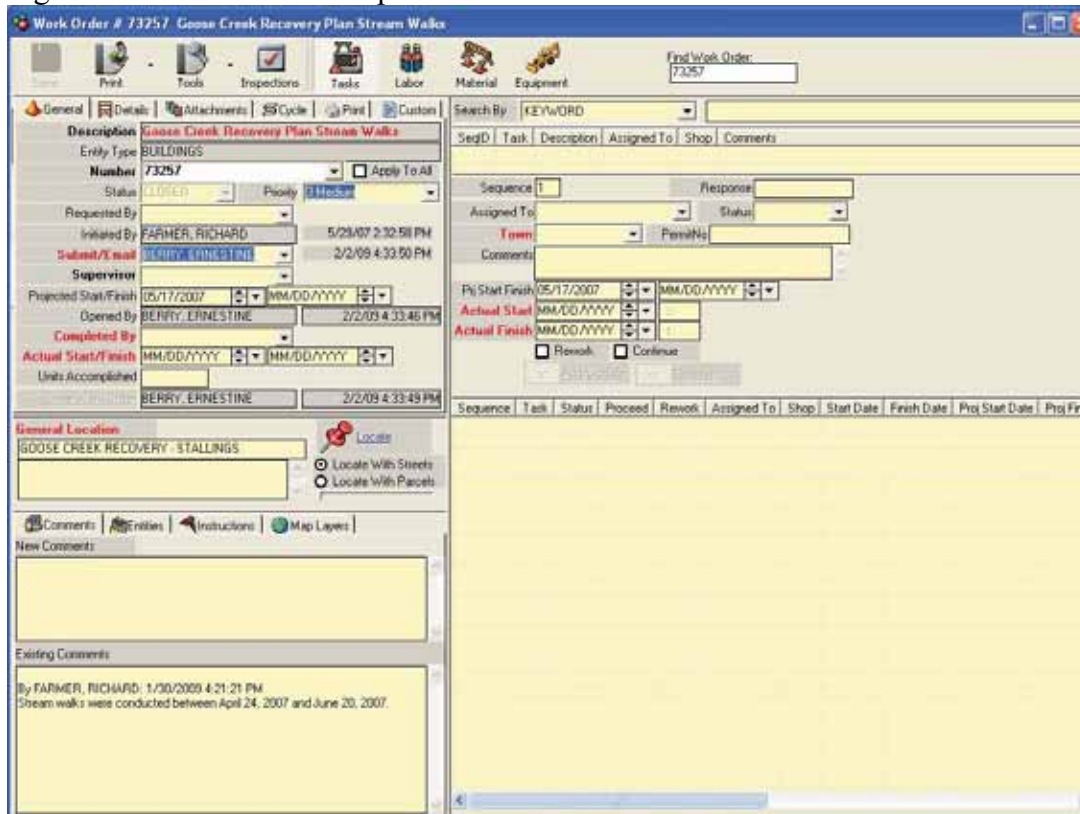 Work Order # 73257 Goose Creek Recovery Plan Stream Walks
Save Print Tools Inspections Tasks Labor Material Equipment
Find Work Order:
73257
General Details Attachments Cycle Print Custom
Description Goose Creek Recovery Plan Stream Walks
Entity Type BUILDINGS
Number 73257 Apply To All
Status CLOSED Priority 3 Medium
Requested By
Initiated By FARMER, RICHARD 5/29/07 2:32:58 PM
Submit/Email BERRY, ERNESTINE 2/2/09 4:33:50 PM
Supervisor
Projected Start/Finish 05/17/2007 MM/DD/YYYY
Opened By BERRY, ERNESTINE 2/2/09 4:33:46 PM
Completed By
Actual Start/Finish MM/DD/YYYY MM/DD/YYYY
Units Accomplished
BERRY, ERNESTINE 2/2/09 4:33:49 PM
General Location
GOOSE CREEK RECOVERY - STALLINGS
Locate
Locate With Streets
Locate With Parcels
Comments Entities Instructions Map Layers
New Comments
Existing Comments
By FARMER, RICHARD: 1/30/2009 4:21:21 PM
Stream walks were conducted between April 24, 2007 and June 20, 2007.
Search By KEYWORD
SeqID Task Description Assigned To Shop Comments
Sequence 1 Response
Assigned To Status
Town PermitNo
Comments
Prj Start Finish 05/17/2007 MM/DD/YYYY
Actual Start MM/DD/YYYY
Actual Finish MM/DD/YYYY
Rework Continue
Sequence Task Status Proceed Rework Assigned To Shop Start Date Finish Date Proj Start Date Proj Fin